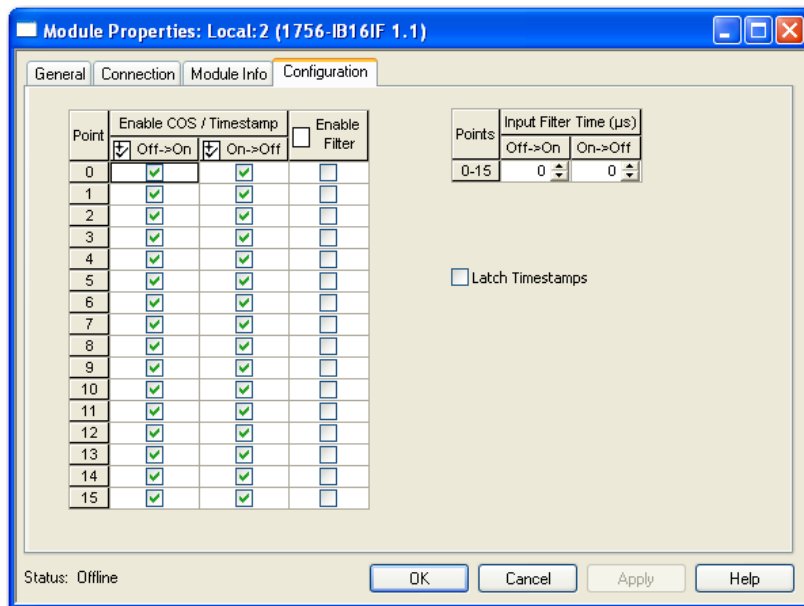 Module Properties: Local:2 (1756-IB16IF 1.1)
General Connection Module Info Configuration
Point Enable COS / Timestamp Enable Filter
Off->On On->Off
0
1
2
3
4
5
6
7
8
9
10
11
12
13
14
15
Points Input Filter Time (µs)
Off->On On->Off
0-15 0 0
Latch Timestamps
Status: Offline
OK Cancel Apply Help